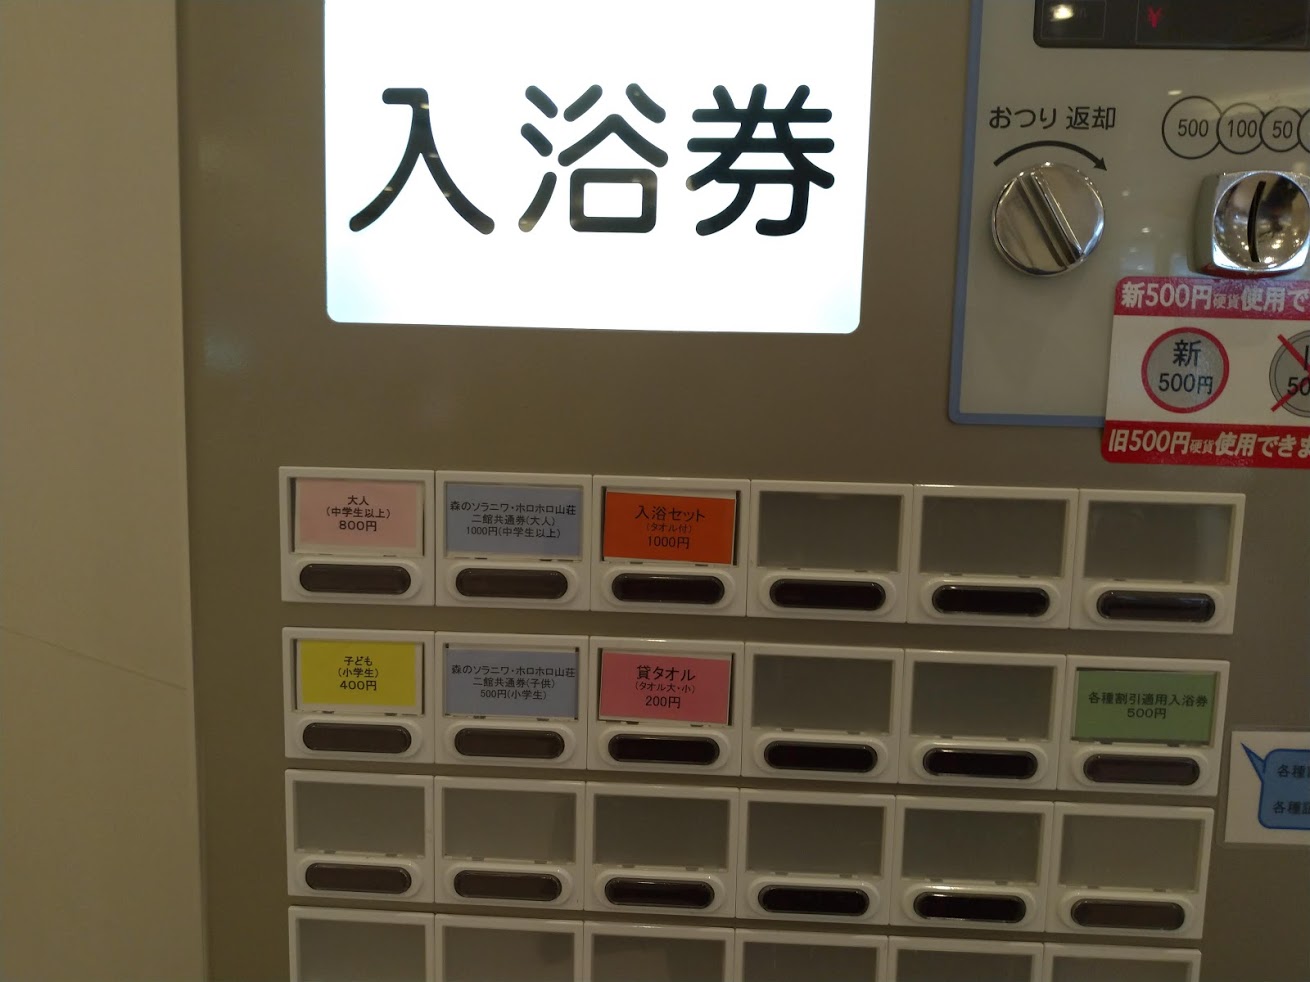 入浴券
¥
おつり 返却
500 100 50
新500円硬貨使用で
新
500円
50
旧500円硬貨使用できま
大人
(中学生以上)
800円
森のソラニワ・ホロホロ山荘
二館共通券(大人)
1000円(中学生以上)
入浴セット
(タオル付)
1000円
子ども
(小学生)
400円
森のソラニワ・ホロホロ山荘
二館共通券(子供)
500円(小学生)
貸タオル
(タオル大・小)
200円
各種割引適用入浴券
500円
各種
各種